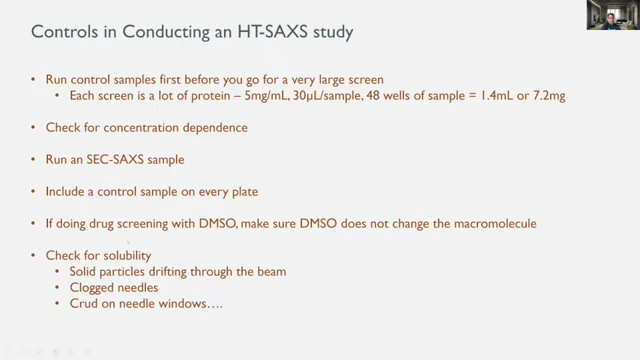 Controls in Conducting an HT-SAXS study
• Run control samples first before you go for a very large screen
• Each screen is a lot of protein – 5mg/mL, 30µL/sample, 48 wells of sample = 1.4mL or 7.2mg
• Check for concentration dependence
• Run an SEC-SAXS sample
• Include a control sample on every plate
• If doing drug screening with DMSO, make sure DMSO does not change the macromolecule
• Check for solubility
• Solid particles drifting through the beam
• Clogged needles
• Crud on needle windows….